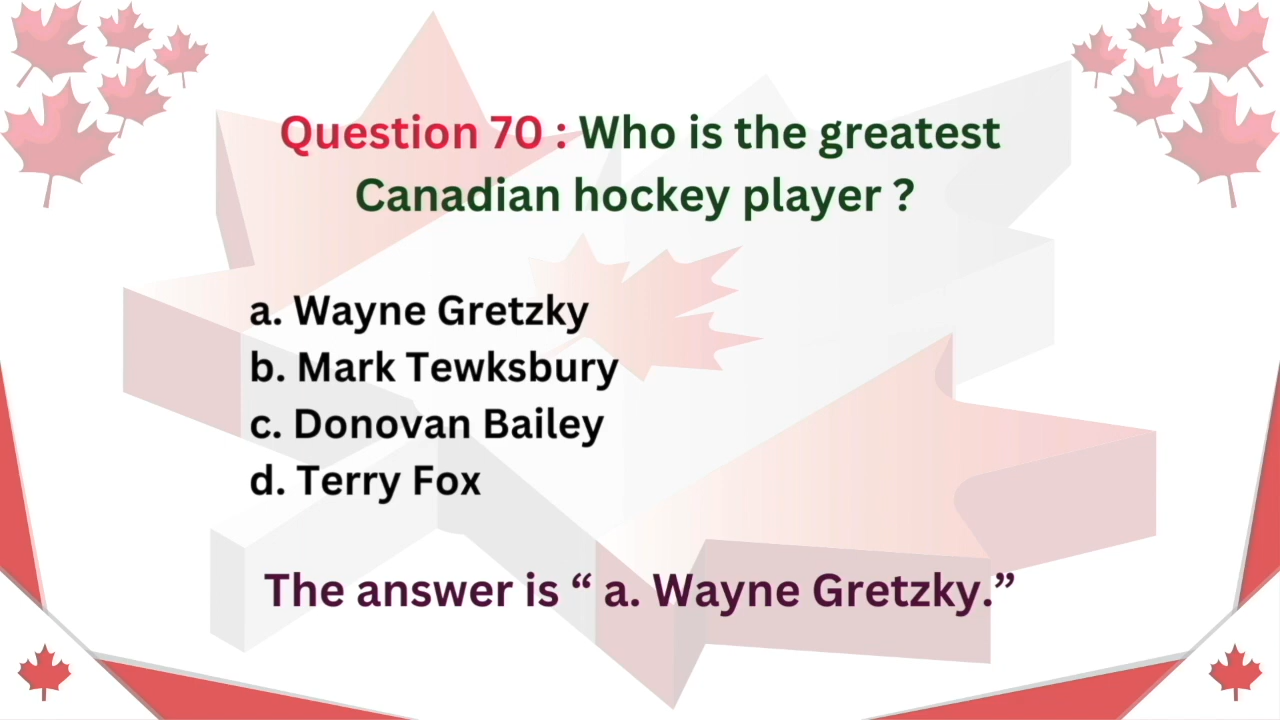 Question 70 : Who is the greatest
Canadian hockey player ?
a. Wayne Gretzky
b. Mark Tewksbury
c. Donovan Bailey
d. Terry Fox
The answer is “ a. Wayne Gretzky.”